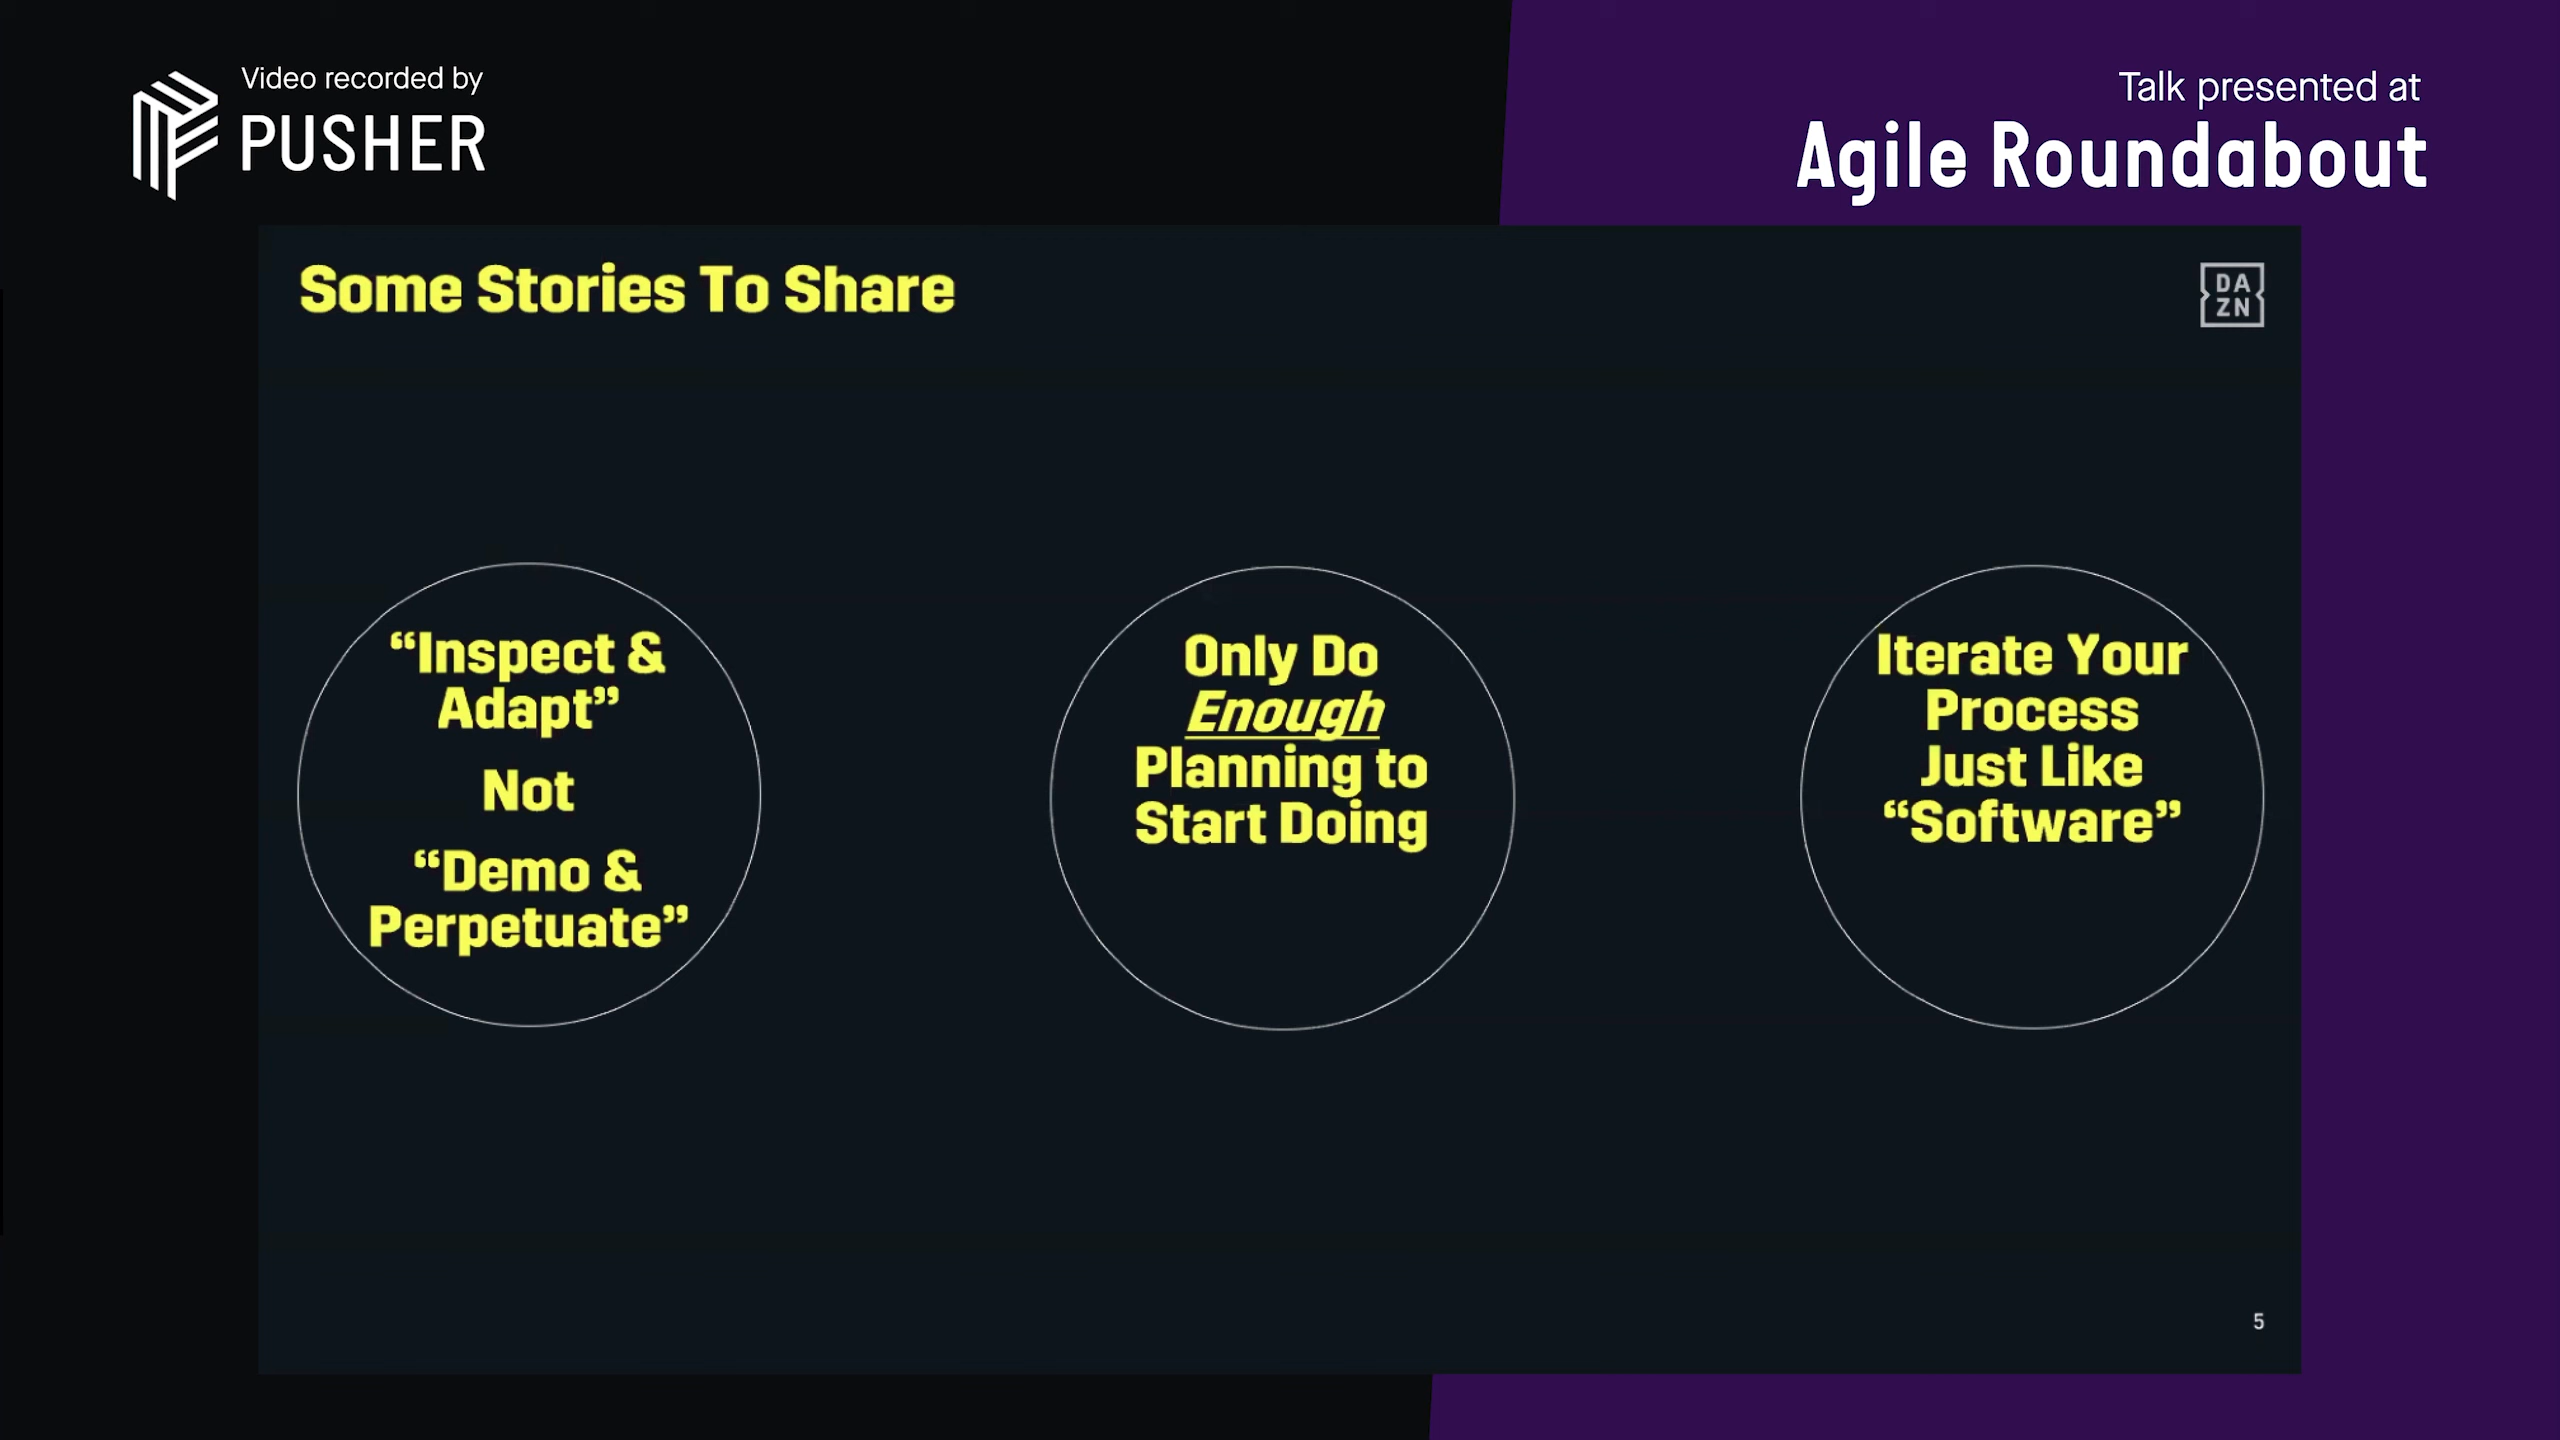 Video recorded by
PUSHER
Talk presented at
Agile Roundabout
Some Stories To Share
DA
ZN
“Inspect &
Adapt”
Not
“Demo &
Perpetuate”
Only Do
Enough
Planning to
Start Doing
Iterate Your
Process
Just Like
“Software”
5